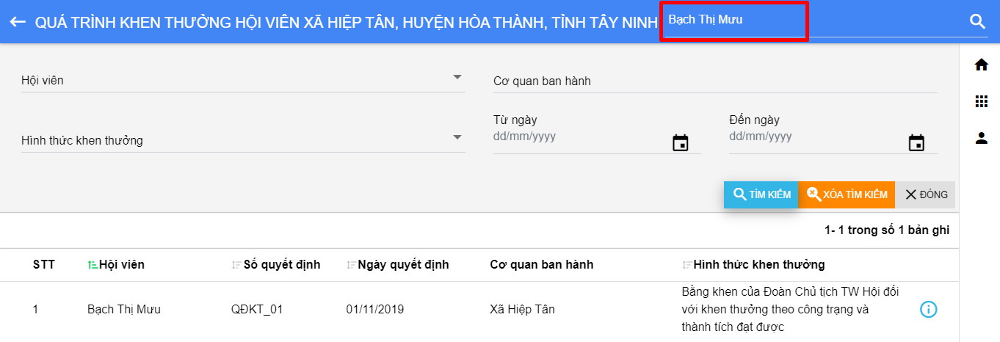 QUÁ TRÌNH KHEN THƯỞNG HỘI VIÊN XÃ HIỆP TÂN, HUYỆN HÒA THÀNH, TỈNH TÂY NINH Bạch Thị Mưu
Hội viên Cơ quan ban hành
Từ ngày Đến ngày
Hình thức khen thưởng dd/mm/yyyy dd/mm/yyyy
TÌM KIẾM XÓA TÌM KIẾM ĐÓNG
1- 1 trong số 1 bản ghi
STT Hội viên Số quyết định Ngày quyết định Cơ quan ban hành Hình thức khen thưởng
1 Bạch Thị Mưu QĐKT_01 01/11/2019 Xã Hiệp Tân Bằng khen của Đoàn Chủ tịch TW Hội đối
với khen thưởng theo công trạng và
thành tích đạt được